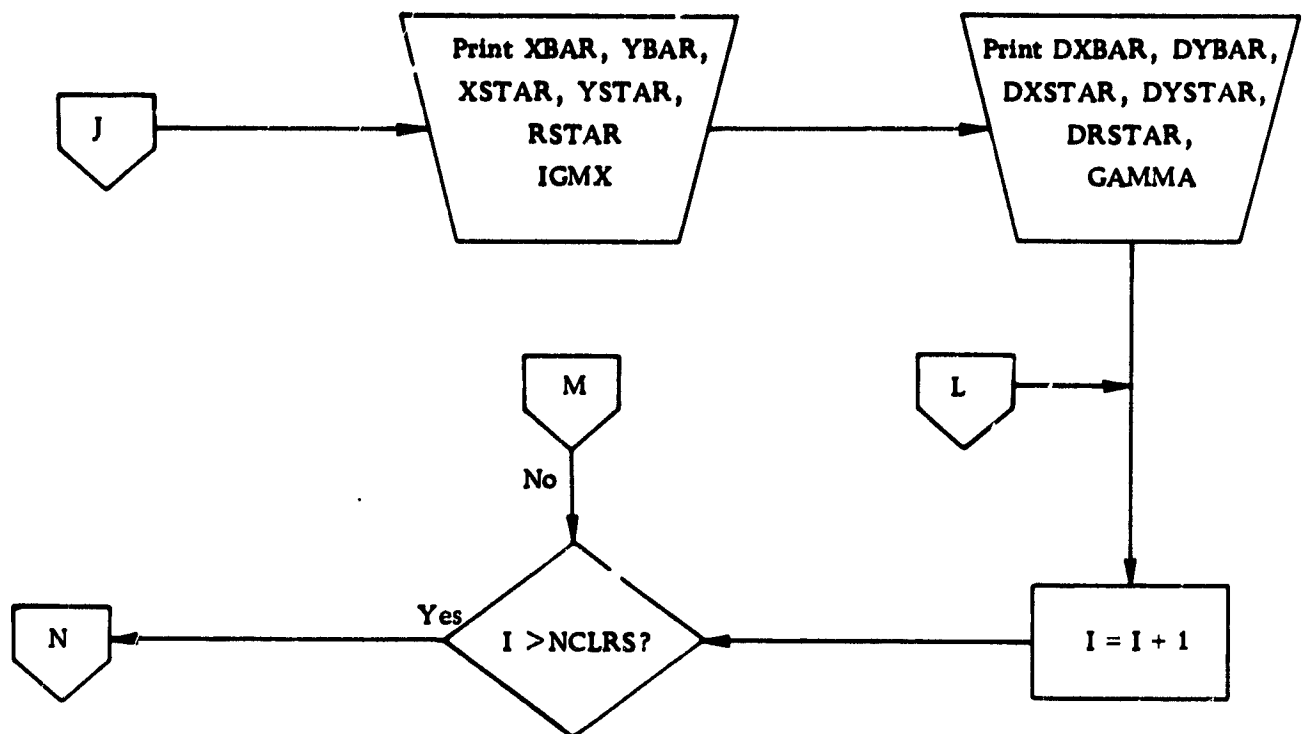 J
Print XBAR, YBAR,
XSTAR, YSTAR,
RSTAR
IGMX
Print DXBAR, DYBAR,
DXSTAR, DYSTAR,
DRSTAR,
GAMMA
M
L
No
Yes
N
I >NCLRS?
I = I + 1